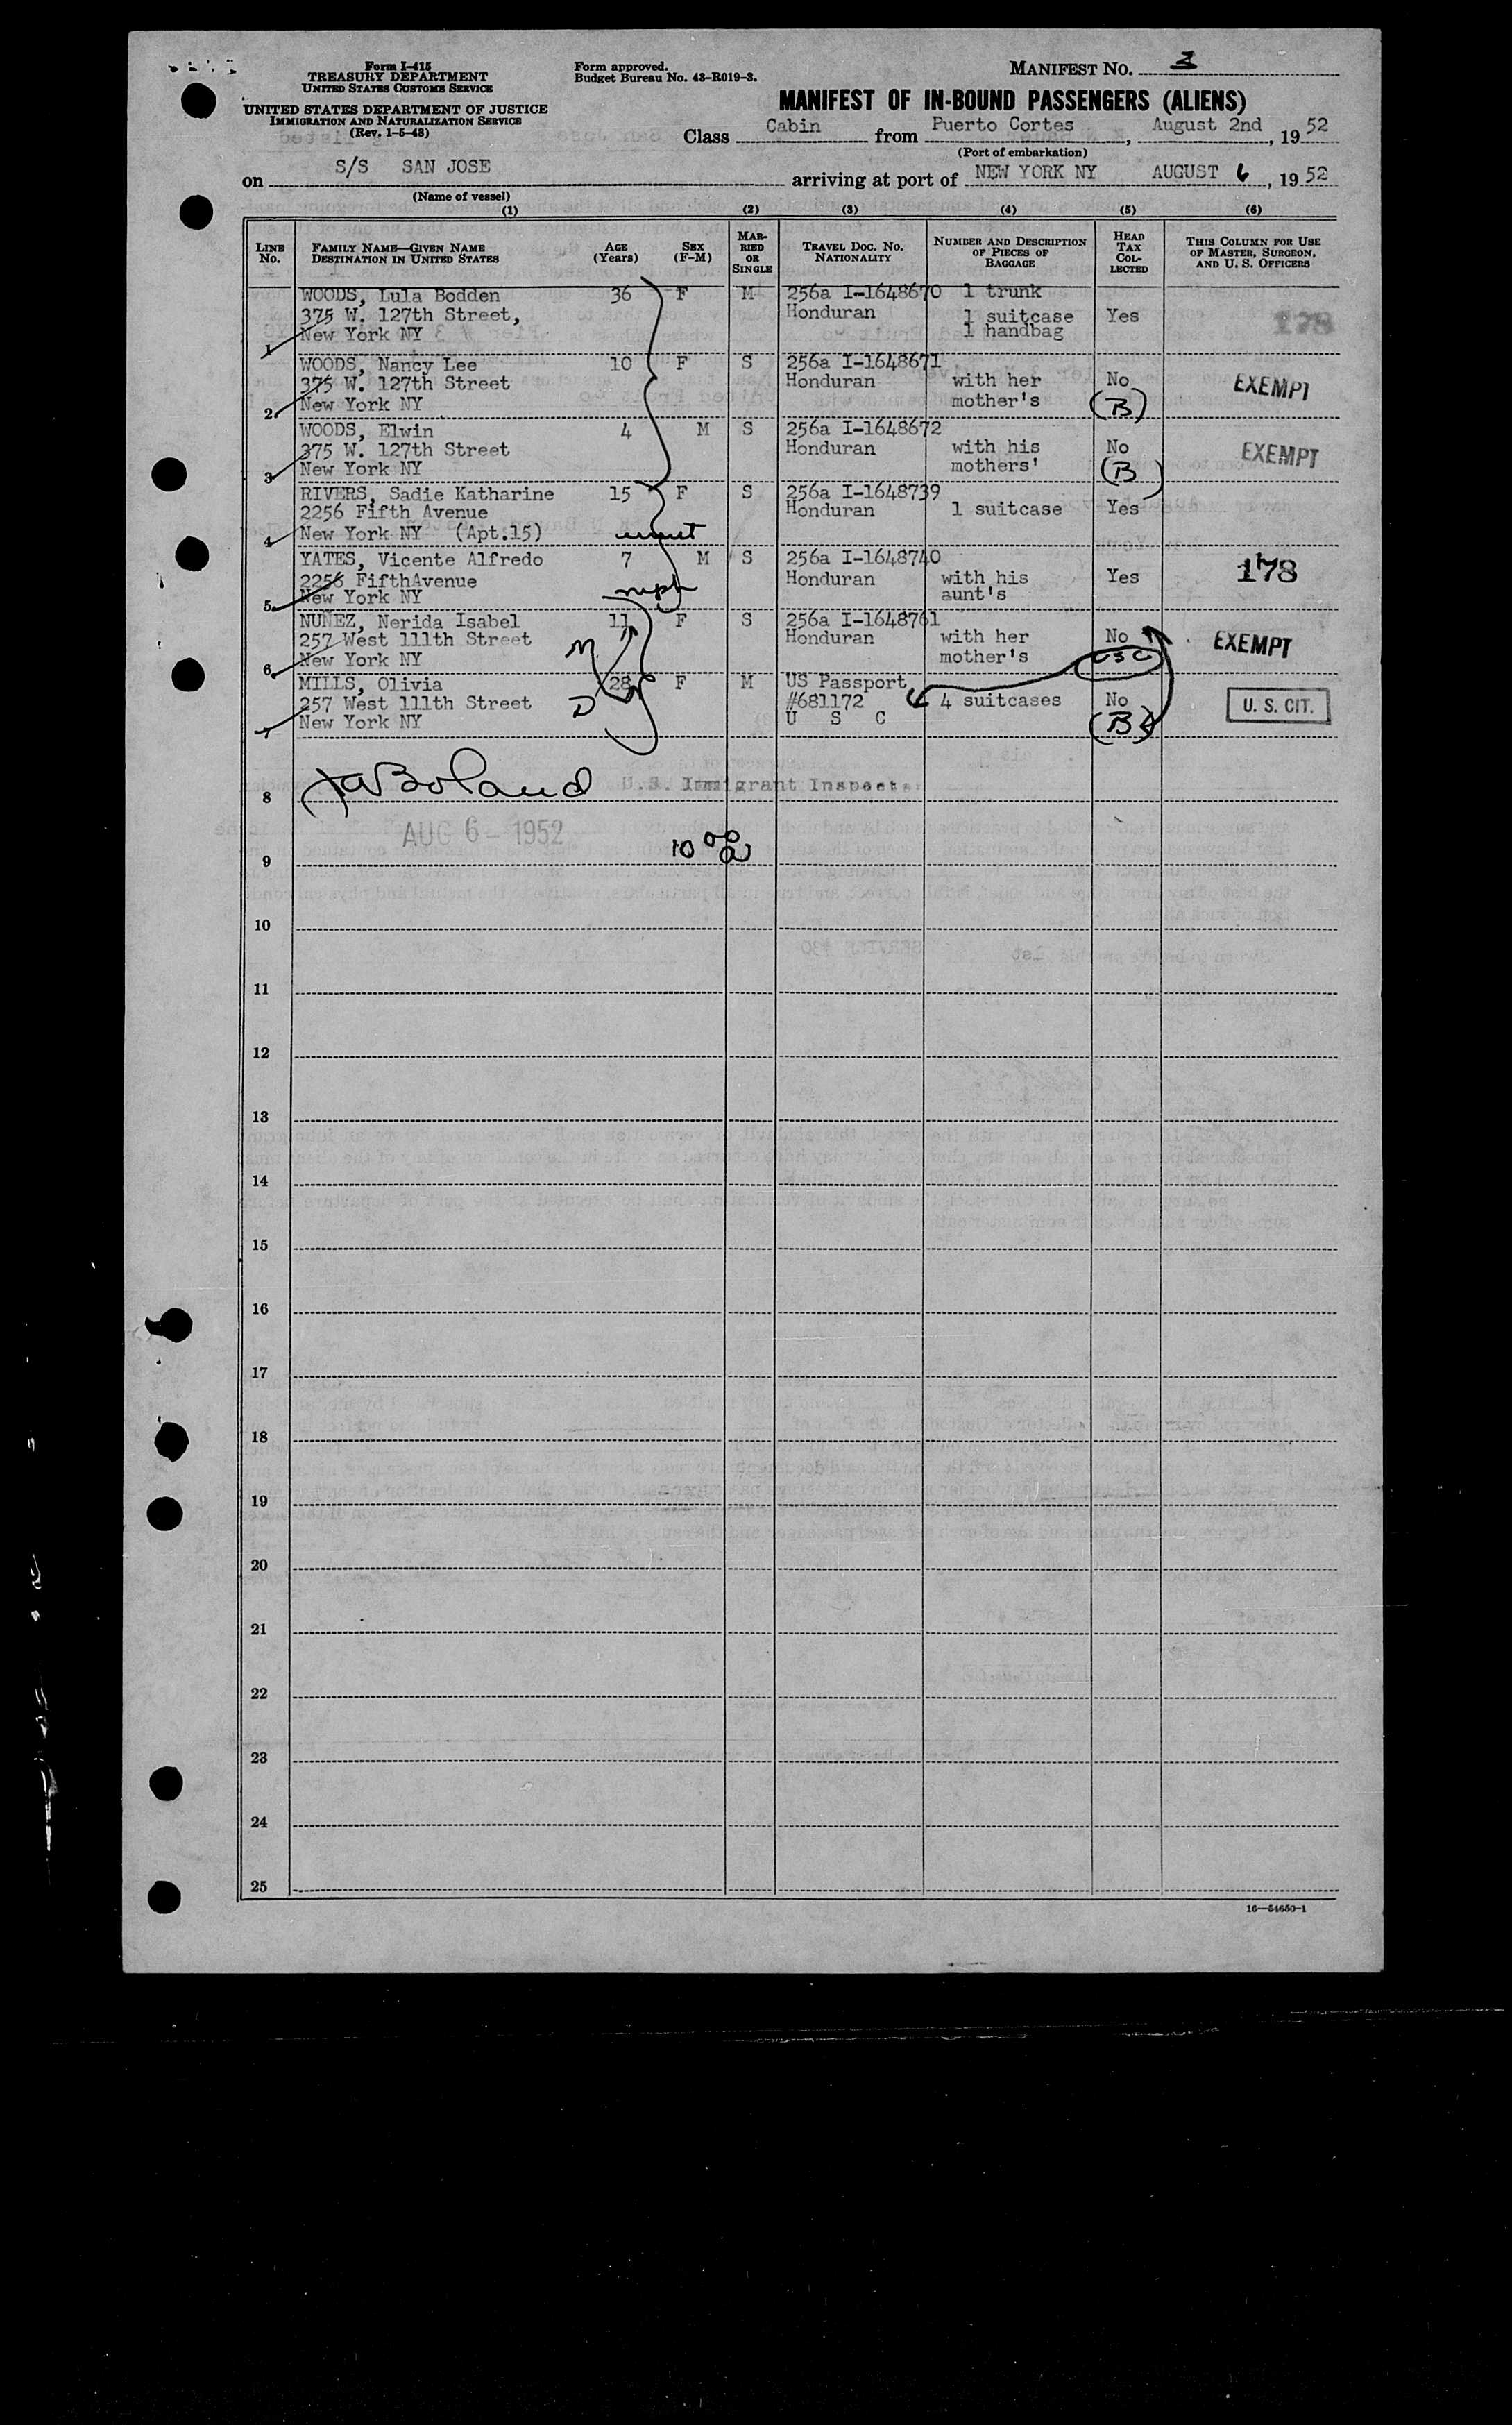 Form I-415
TREASURY DEPARTMENT
UNITED STATES CUSTOMS SERVICE
UNITED STATES DEPARTMENT OF JUSTICE
IMMIGRATION AND NATURALIZATION SERVICE
(Rev. 1-5-48)
Form approved.
Budget Bureau No. 43-R019-3.
MANIFEST No. 3
MANIFEST OF IN-BOUND PASSENGERS (ALIENS)
Class Cabin from Puerto Cortes, August 2nd, 1952
(Port of embarkation)
on S/S SAN JOSE arriving at port of NEW YORK NY AUGUST 6, 1952
(Name of vessel)
(1) (2) (3) (4) (5) (6)
LINE No. FAMILY NAME—GIVEN NAME DESTINATION IN UNITED STATES AGE (Years) SEX (F-M) MARRIED OR SINGLE TRAVEL DOC. NO. NATIONALITY NUMBER AND DESCRIPTION OF PIECES OF BAGGAGE HEAD TAX COLLECTED THIS COLUMN FOR USE OF MASTER, SURGEON, AND U. S. OFFICERS
WOODS, Lula Bodden 36 F M 256a I-1648670 1 trunk
375 W. 127th Street, Honduran 1 suitcase Yes 178
1 New York NY 1 handbag
WOODS, Nancy Lee 10 F S 256a I-1648671
375 W. 127th Street Honduran with her No EXEMPT
2 New York NY mother's (B)
WOODS, Elwin 4 M S 256a I-1648672
375 W. 127th Street Honduran with his No EXEMPT
3 New York NY mothers' (B)
RIVERS, Sadie Katharine 15 F S 256a I-1648739
2256 Fifth Avenue Honduran 1 suitcase Yes
4 New York NY (Apt.15) aunt
YATES, Vicente Alfredo 7 M S 256a I-1648740
2256 FifthAvenue Honduran with his Yes 178
5 New York NY neph aunt's
NUÑEZ, Nerida Isabel 11 F S 256a I-1648761
257 West 111th Street M Honduran with her No EXEMPT
6 New York NY mother's USC
MILLS, Olivia 28 F M US Passport
257 West 111th Street D #681172 4 suitcases No U. S. CIT.
7 New York NY U S C (B)
8 Boland U.S. Immigrant Inspector
AUG 6 - 1952
9
10
11
12
13
14
15
16
17
18
19
20
21
22
23
24
25
16—54650-1